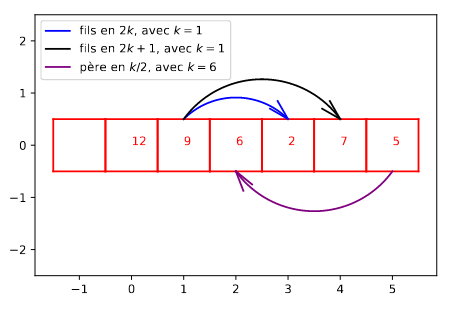 fils en 2k, avec k = 1
fils en 2k + 1, avec k = 1
père en k/2, avec k = 6
2
1
0
−1
−2
12 9 6 2 7 5
−1 0 1 2 3 4 5